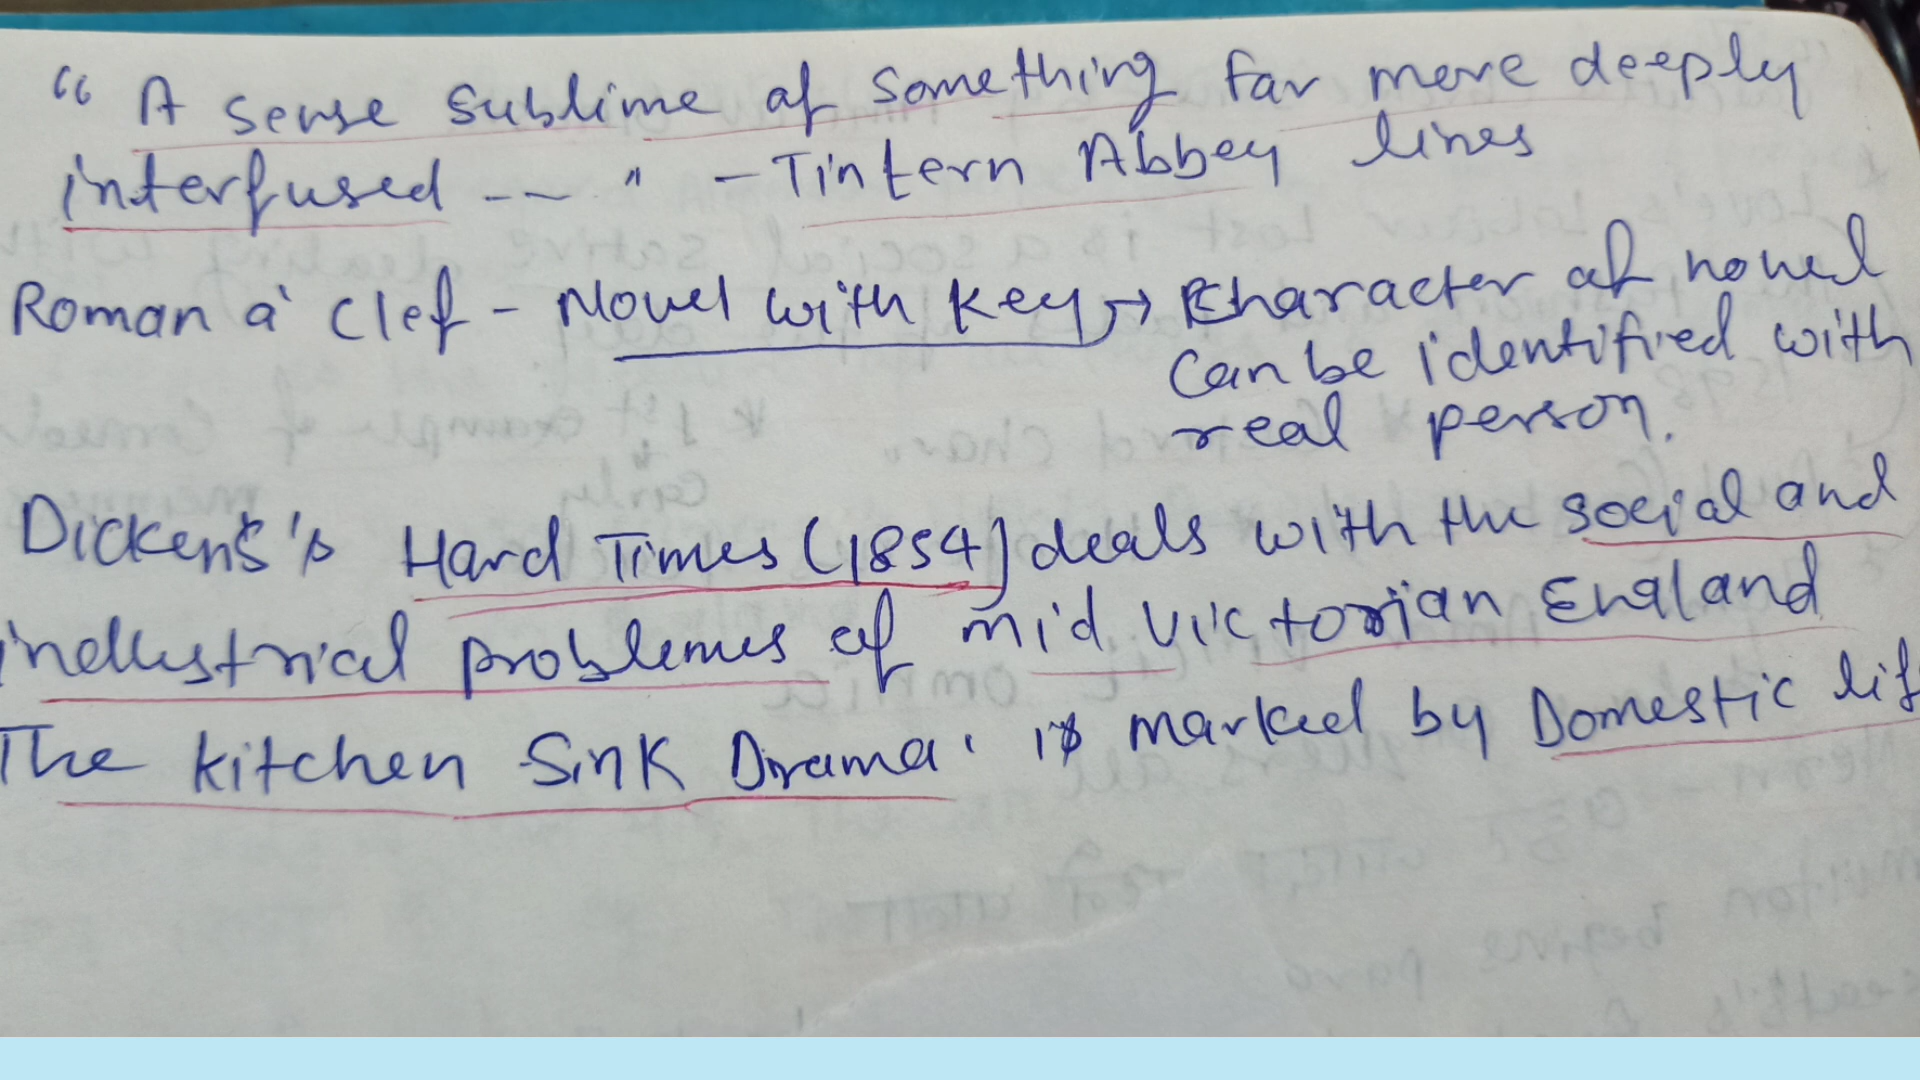 “ A sense sublime of something far more deeply
interfused --- " - Tintern Abbey lines
Roman à Clef - Novel with key → Character of novel
can be identified with
real person.
Dickens's Hard Times (1854) deals with the social and
industrial problemes of mid Victorian England
The kitchen Sink Drama' is marked by Domestic lif